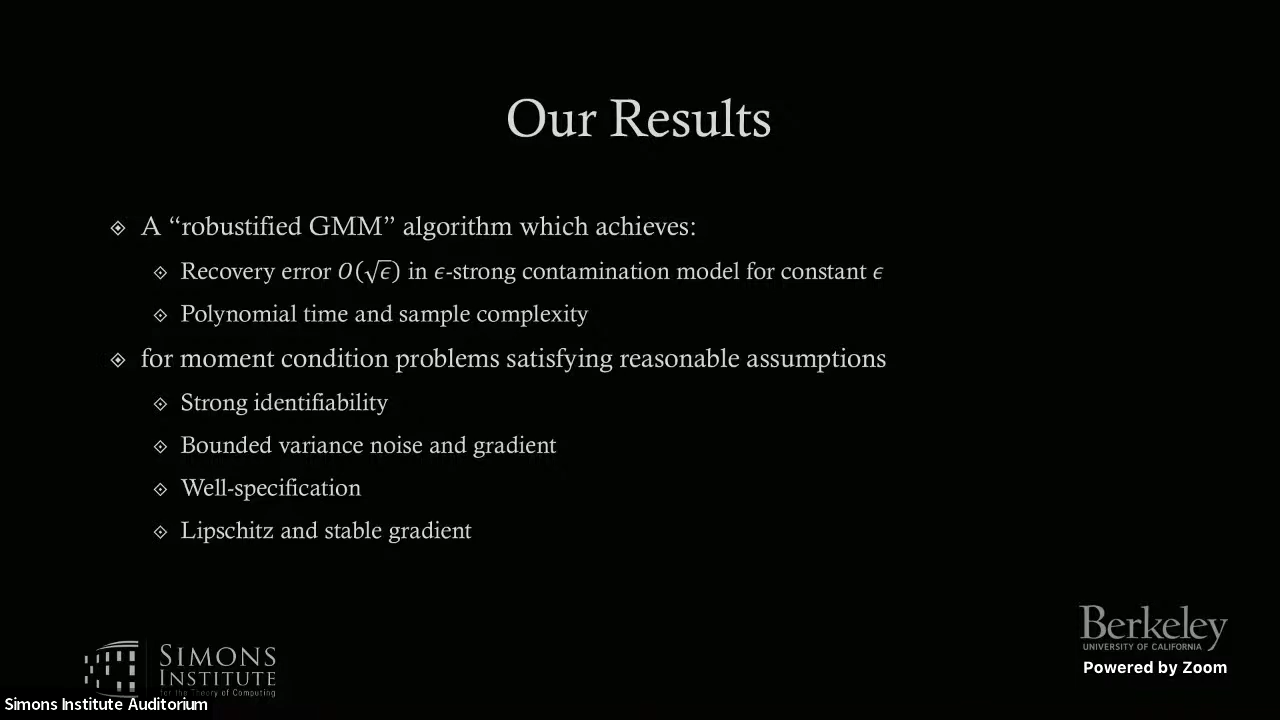 Our Results
A “robustified GMM” algorithm which achieves:
Recovery error O(√ϵ) in ϵ-strong contamination model for constant ϵ
Polynomial time and sample complexity
for moment condition problems satisfying reasonable assumptions
Strong identifiability
Bounded variance noise and gradient
Well-specification
Lipschitz and stable gradient
Berkeley
UNIVERSITY OF CALIFORNIA
Powered by Zoom
SIMONS
INSTITUTE
for the Theory of Computing
Simons Institute Auditorium